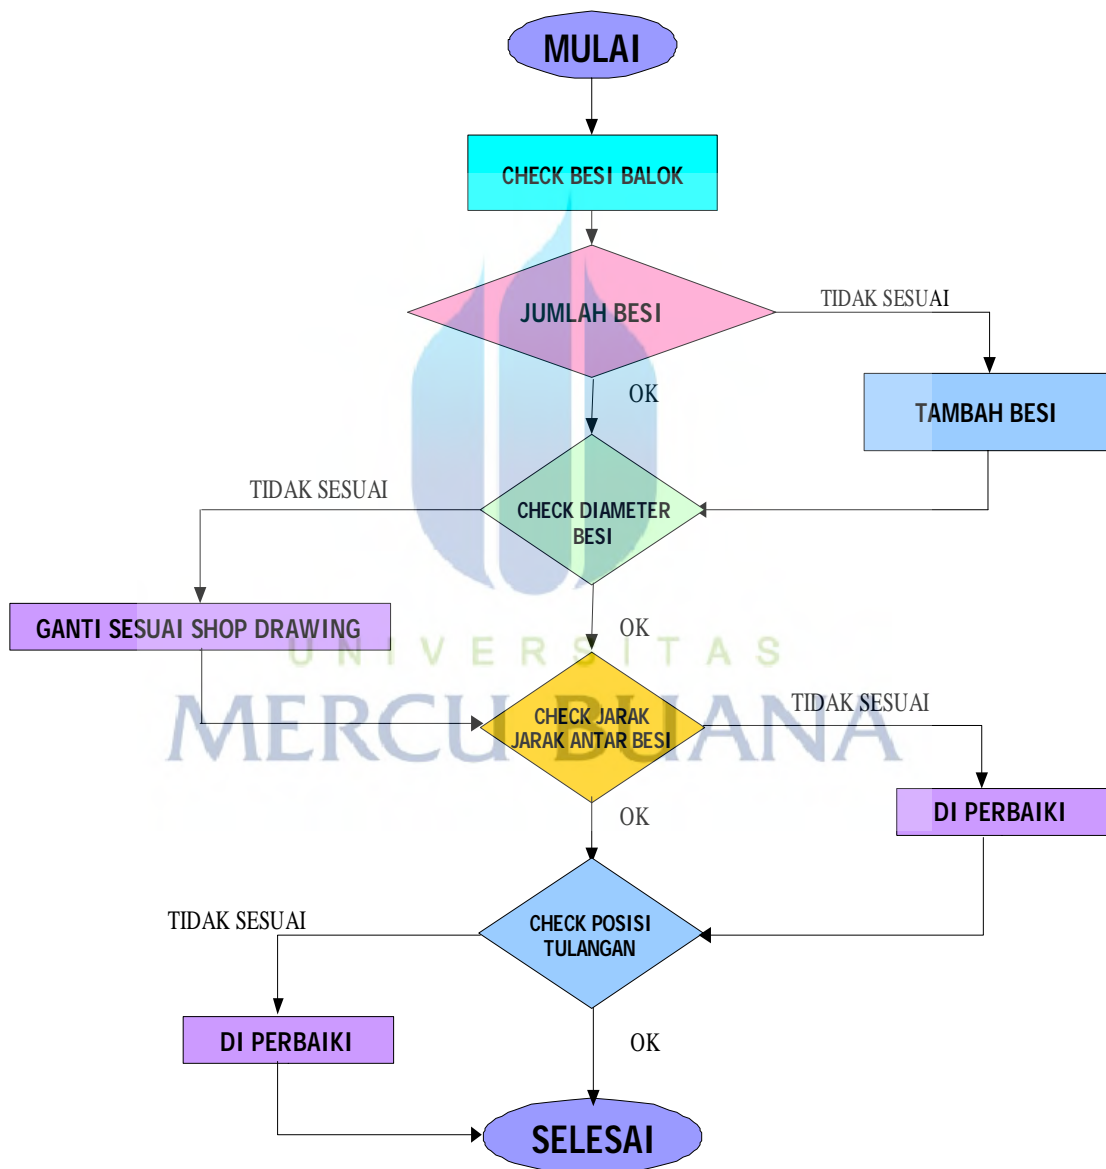 MULAI
CHECK BESI BALOK
JUMLAH BESI
TIDAK SESUAI
OK
TAMBAH BESI
TIDAK SESUAI
CHECK DIAMETER
BESI
GANTI SESUAI SHOP DRAWING
OK
UNIVERSITAS
MERCU BUANA
CHECK JARAK
JARAK ANTAR BESI
TIDAK SESUAI
OK
DI PERBAIKI
TIDAK SESUAI
CHECK POSISI
TULANGAN
DI PERBAIKI
OK
SELESAI